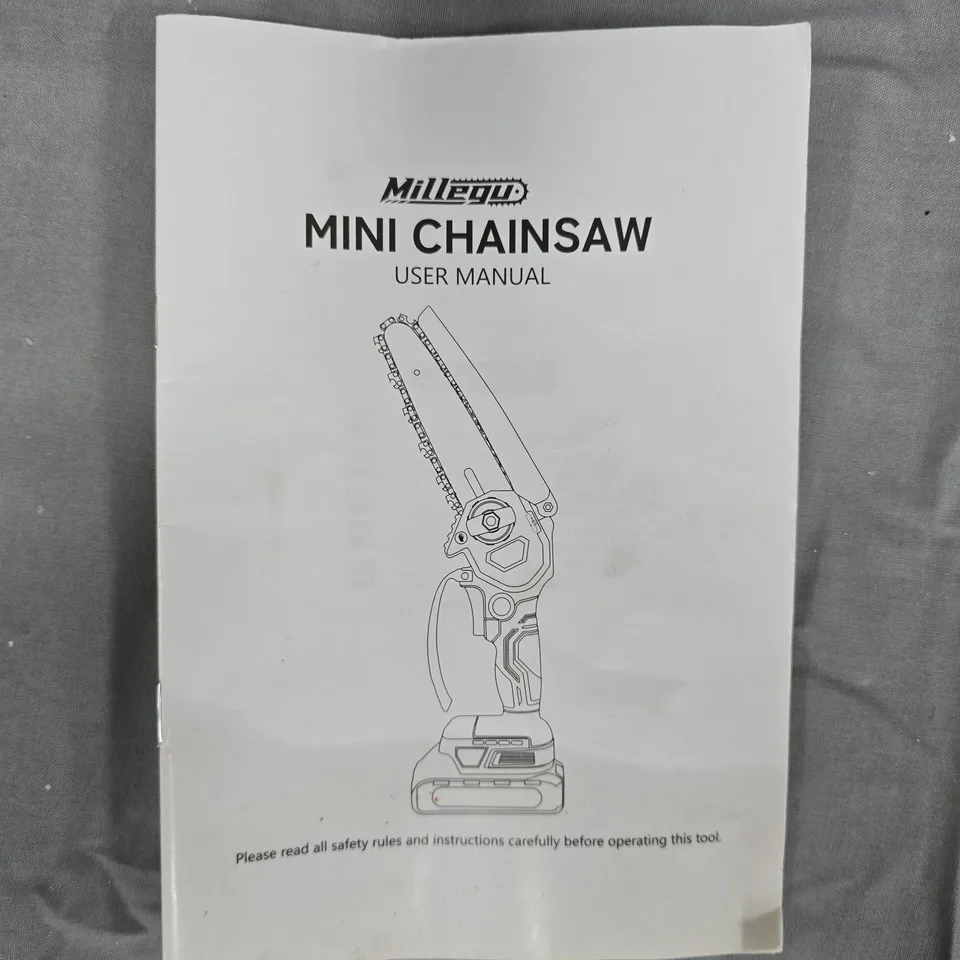 Millegu
MINI CHAINSAW
USER MANUAL
Please read all safety rules and instructions carefully before operating this tool.